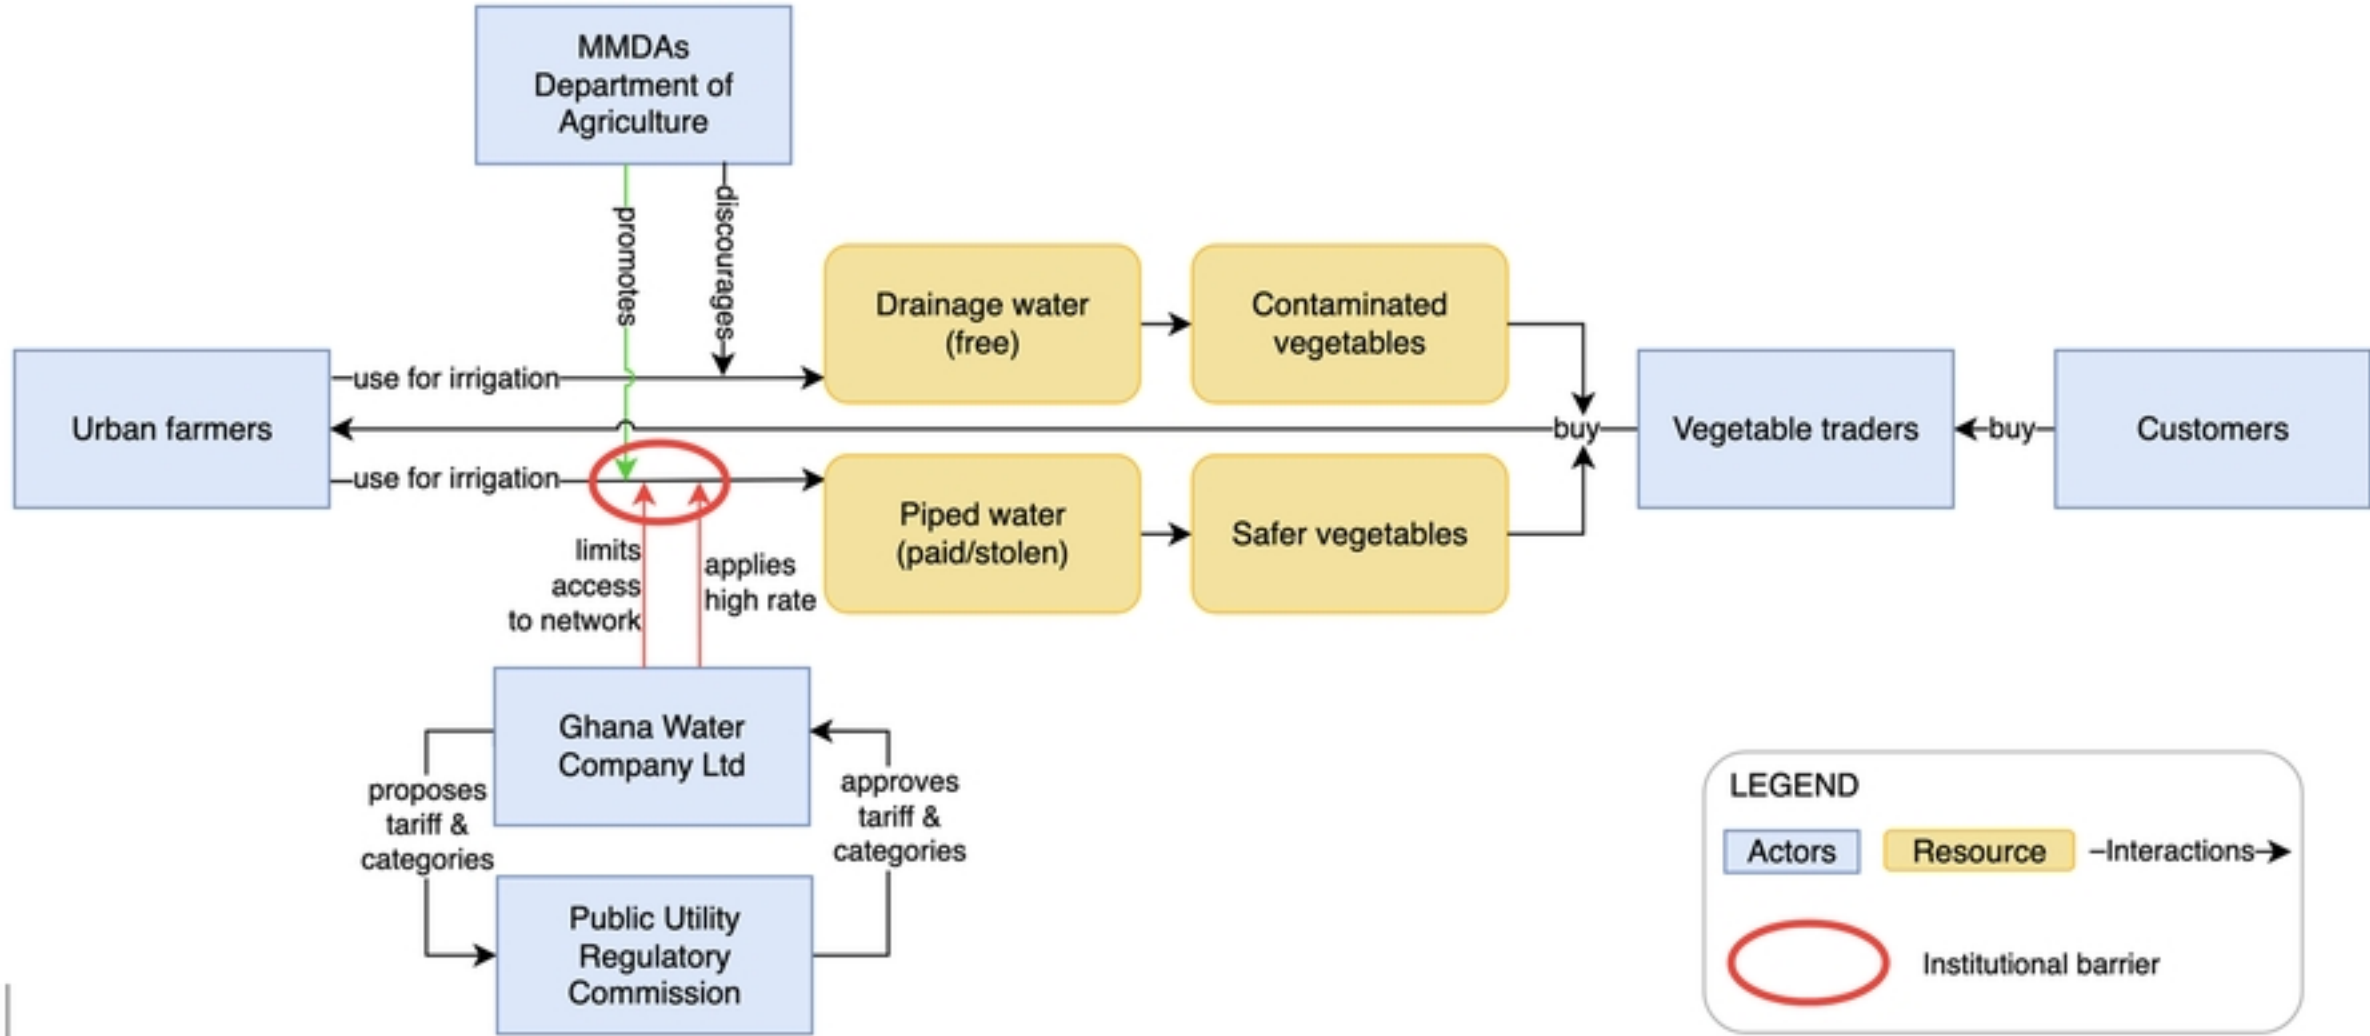 MMDAs
Department of
Agriculture
promotes
discourages
Drainage water
(free)
Contaminated
vegetables
use for irrigation
Urban farmers
buy
Vegetable traders
buy
Customers
use for irrigation
Piped water
(paid/stolen)
Safer vegetables
limits
access
to network
applies
high rate
Ghana Water
Company Ltd
proposes
tariff &
categories
approves
tariff &
categories
Public Utility
Regulatory
Commission
LEGEND
Actors
Resource
Interactions
Institutional barrier